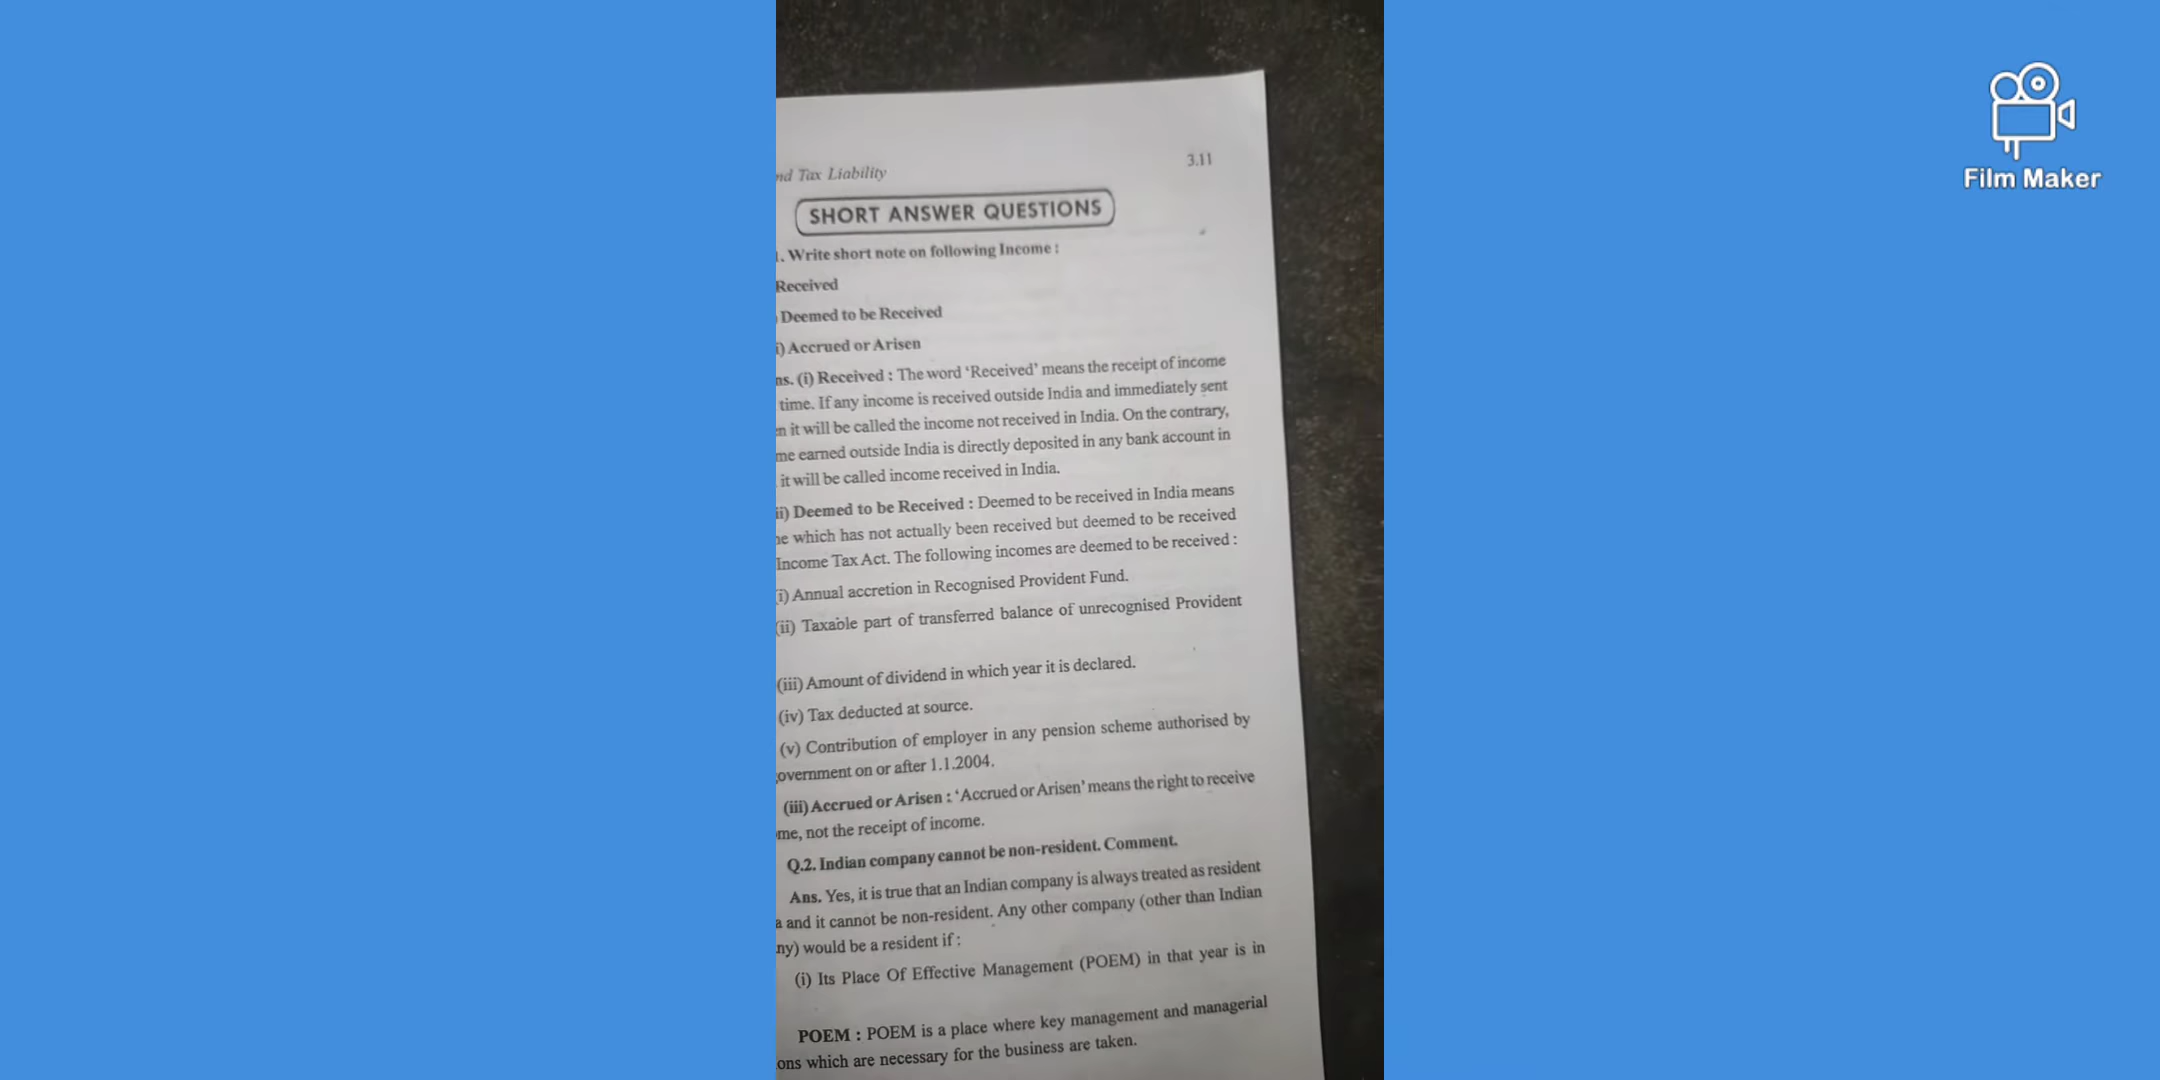 nd Tax Liability
3.11
SHORT ANSWER QUESTIONS
. Write short note on following Income :
Received
Deemed to be Received
i) Accrued or Arisen
ns. (i) Received : The word ‘Received’ means the receipt of income
time. If any income is received outside India and immediately sent
n it will be called the income not received in India. On the contrary,
me earned outside India is directly deposited in any bank account in
it will be called income received in India.
ii) Deemed to be Received : Deemed to be received in India means
ne which has not actually been received but deemed to be received
Income Tax Act. The following incomes are deemed to be received :
i) Annual accretion in Recognised Provident Fund.
(ii) Taxable part of transferred balance of unrecognised Provident
(iii) Amount of dividend in which year it is declared.
(iv) Tax deducted at source.
(v) Contribution of employer in any pension scheme authorised by
overnment on or after 1.1.2004.
(iii) Accrued or Arisen : ‘Accrued or Arisen’ means the right to receive
me, not the receipt of income.
Q.2. Indian company cannot be non-resident. Comment.
Ans. Yes, it is true that an Indian company is always treated as resident
a and it cannot be non-resident. Any other company (other than Indian
ny) would be a resident if :
(i) Its Place Of Effective Management (POEM) in that year is in
POEM : POEM is a place where key management and managerial
ons which are necessary for the business are taken.
Film Maker